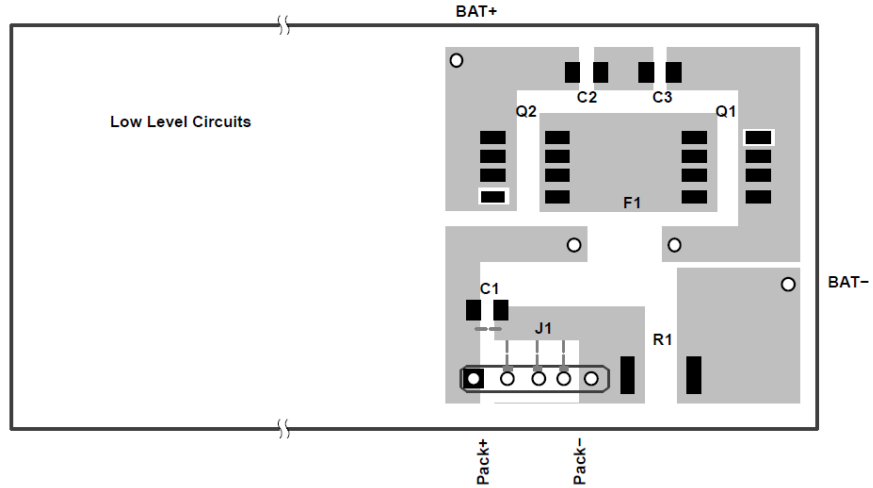 BAT+
C2
C3
Q2
Q1
Low Level Circuits
F1
BAT−
C1
J1
R1
Pack+
Pack−